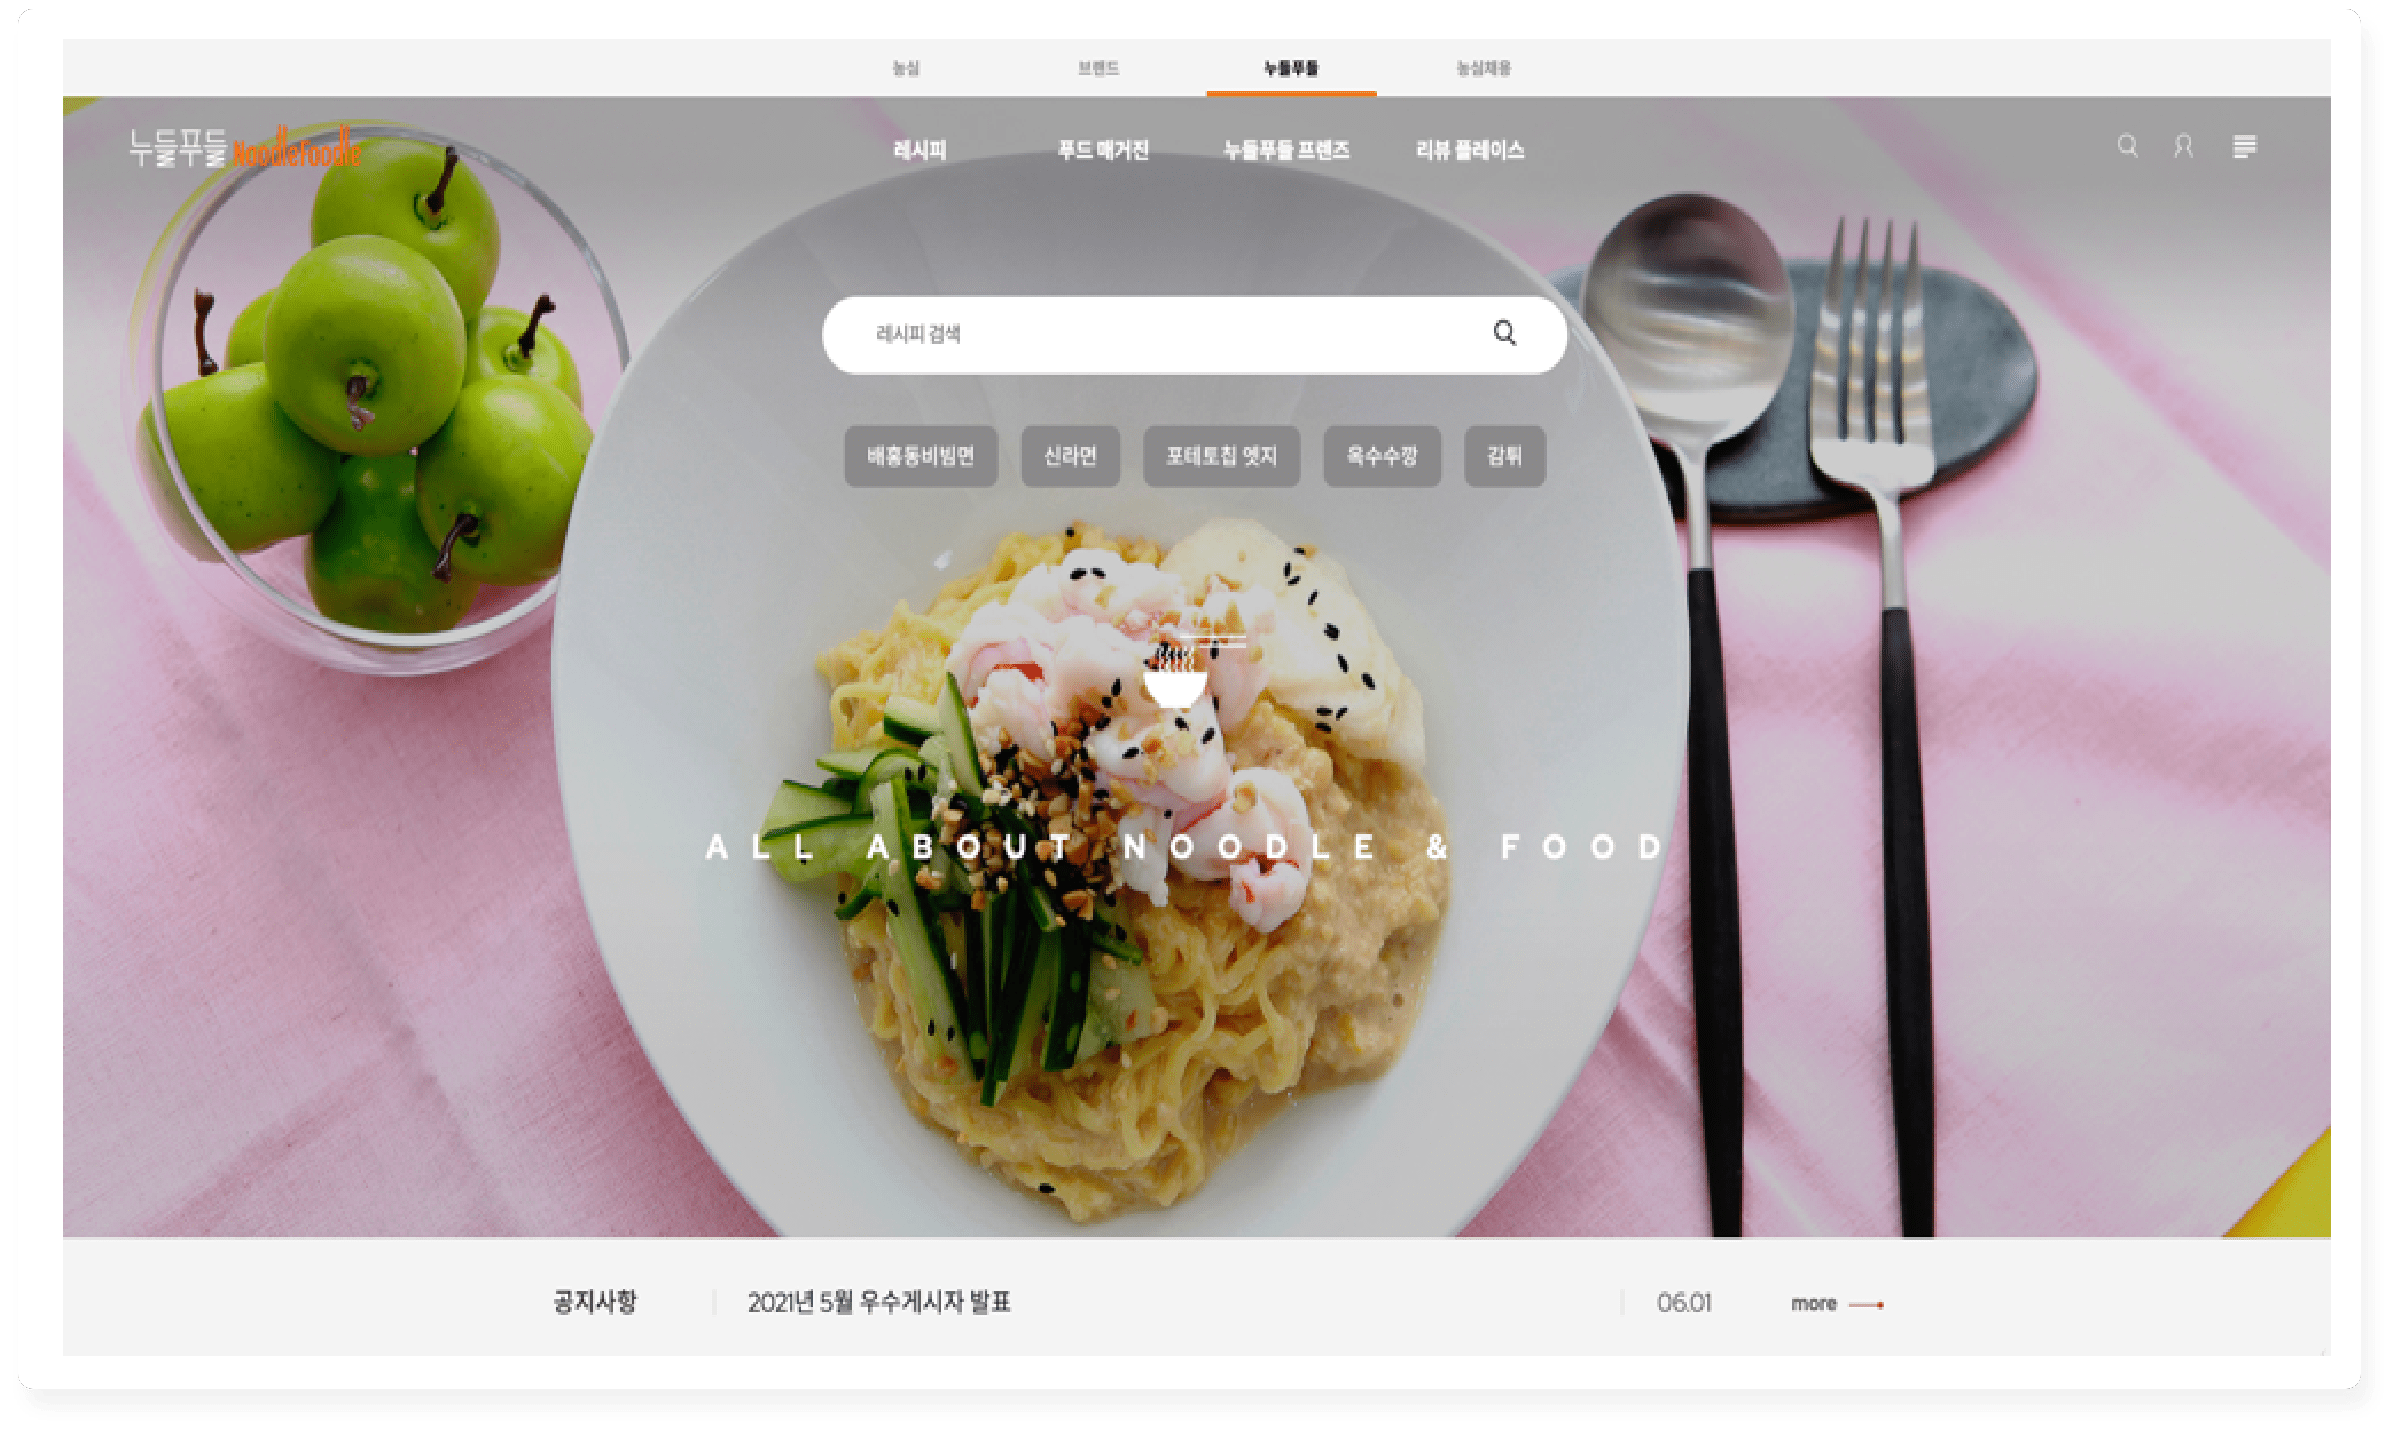 농심 브랜드 누들푸들 농심채용
누들푸들 NoodleFoodle 레시피 푸드 매거진 누들푸들 프렌즈 리뷰 플레이스
레시피 검색
배홍동비빔면 신라면 포테토칩 엣지 옥수수깡 감튀
ALL ABOUT NOODLE & FOOD
공지사항 2021년 5월 우수게시자 발표 06.01 more